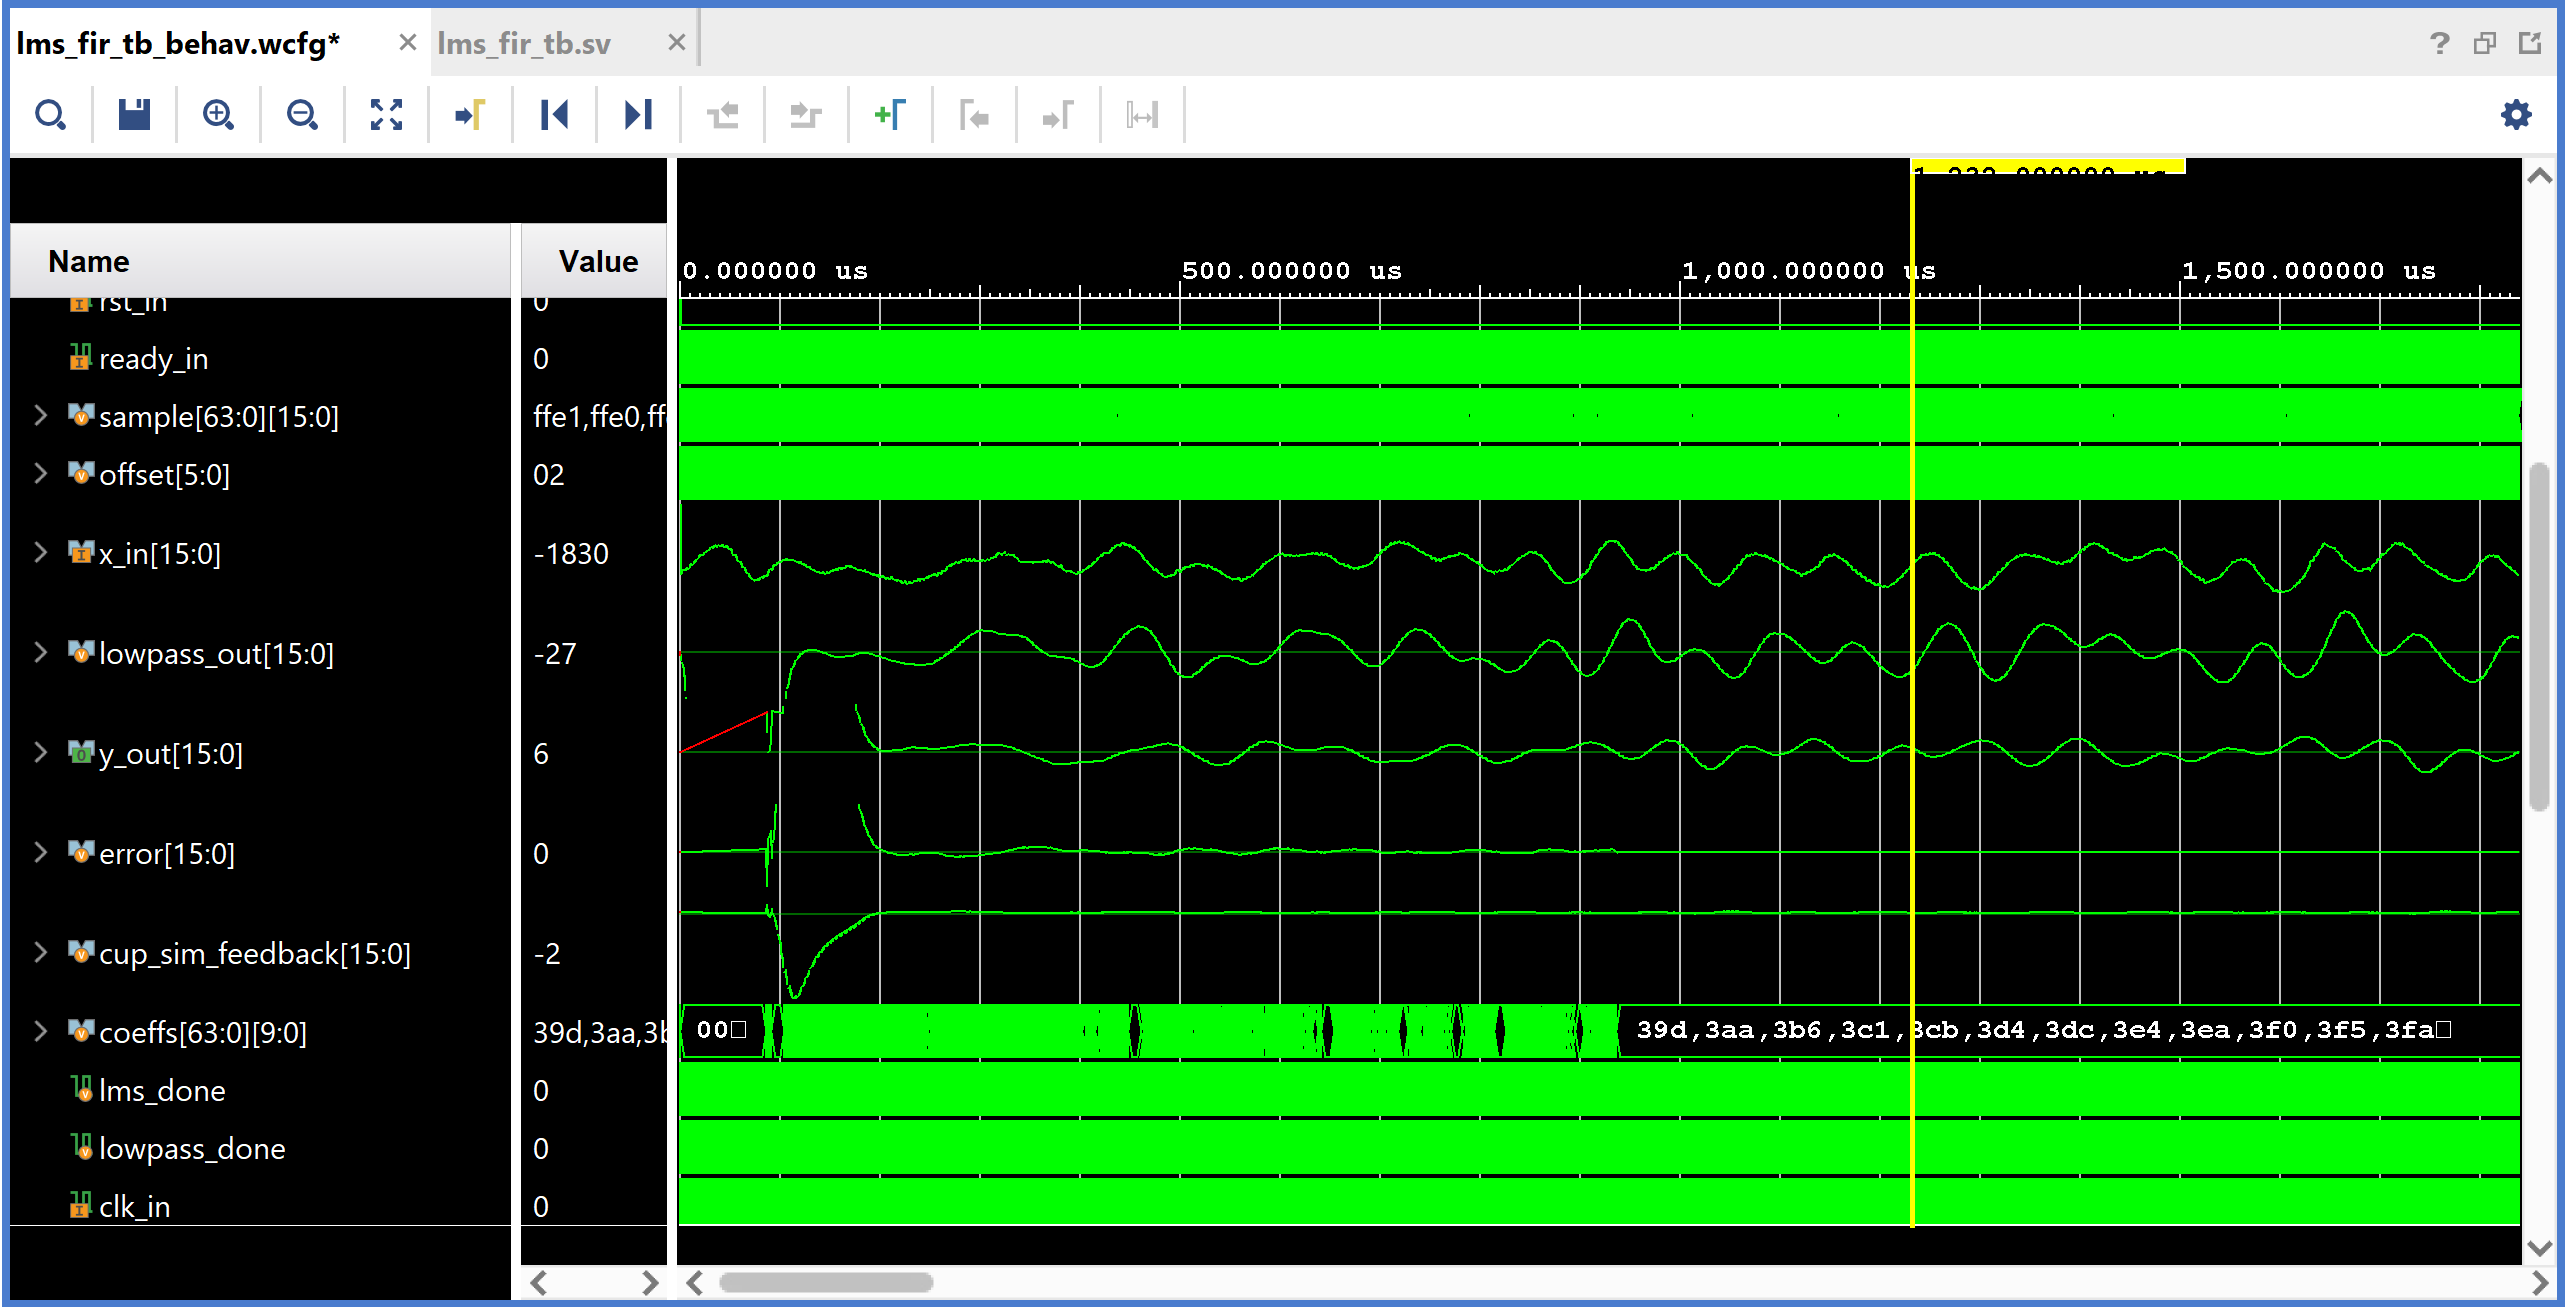 lms_fir_tb_behav.wcfg*
lms_fir_tb.sv
Name
Value
0.000000 us
500.000000 us
1,000.000000 us
1,500.000000 us
rst_in
0
ready_in
0
sample[63:0][15:0]
ffe1,ffe0,ff
offset[5:0]
02
x_in[15:0]
-1830
lowpass_out[15:0]
-27
y_out[15:0]
6
error[15:0]
0
cup_sim_feedback[15:0]
-2
coeffs[63:0][9:0]
39d,3aa,3b
00
39d,3aa,3b6,3c1,3cb,3d4,3dc,3e4,3ea,3f0,3f5,3fa
lms_done
0
lowpass_done
0
clk_in
0